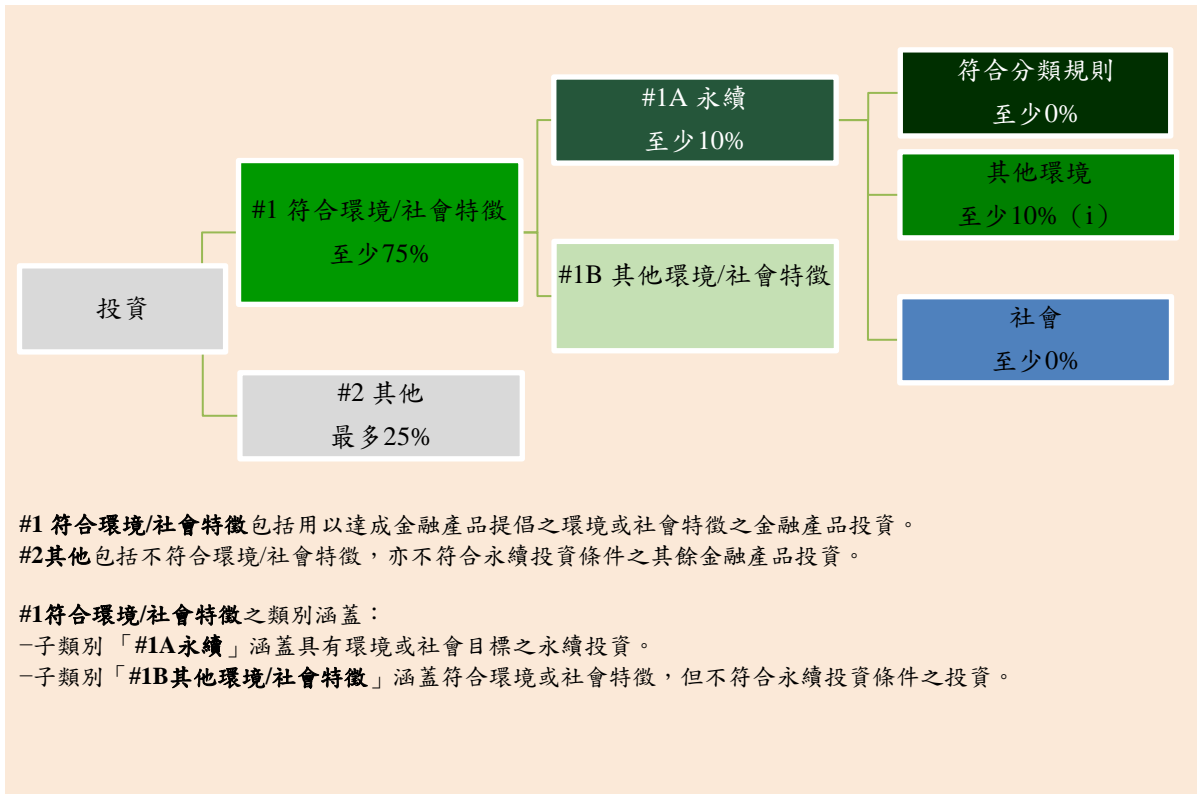 投資
#1 符合環境/社會特徵
至少75%
#2 其他
最多25%
#1A 永續
至少10%
#1B 其他環境/社會特徵
符合分類規則
至少0%
其他環境
至少10%（i）
社會
至少0%
#1 符合環境/社會特徵包括用以達成金融產品提倡之環境或社會特徵之金融產品投資。
#2其他包括不符合環境/社會特徵，亦不符合永續投資條件之其餘金融產品投資。
#1符合環境/社會特徵之類別涵蓋：
−子類別 「#1A永續」涵蓋具有環境或社會目標之永續投資。
−子類別「#1B其他環境/社會特徵」涵蓋符合環境或社會特徵，但不符合永續投資條件之投資。